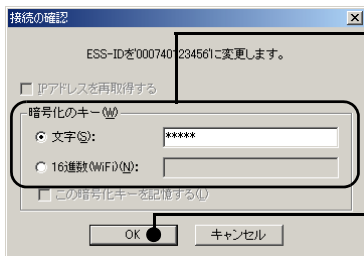 接続の確認
ESS-IDを'000740123456'に変更します。
IPアドレスを再取得する
暗号化のキー(W)
文字(S):
*****
16進数(WiFi)(N):
この暗号化キーを記憶する(L)
OK
キャンセル